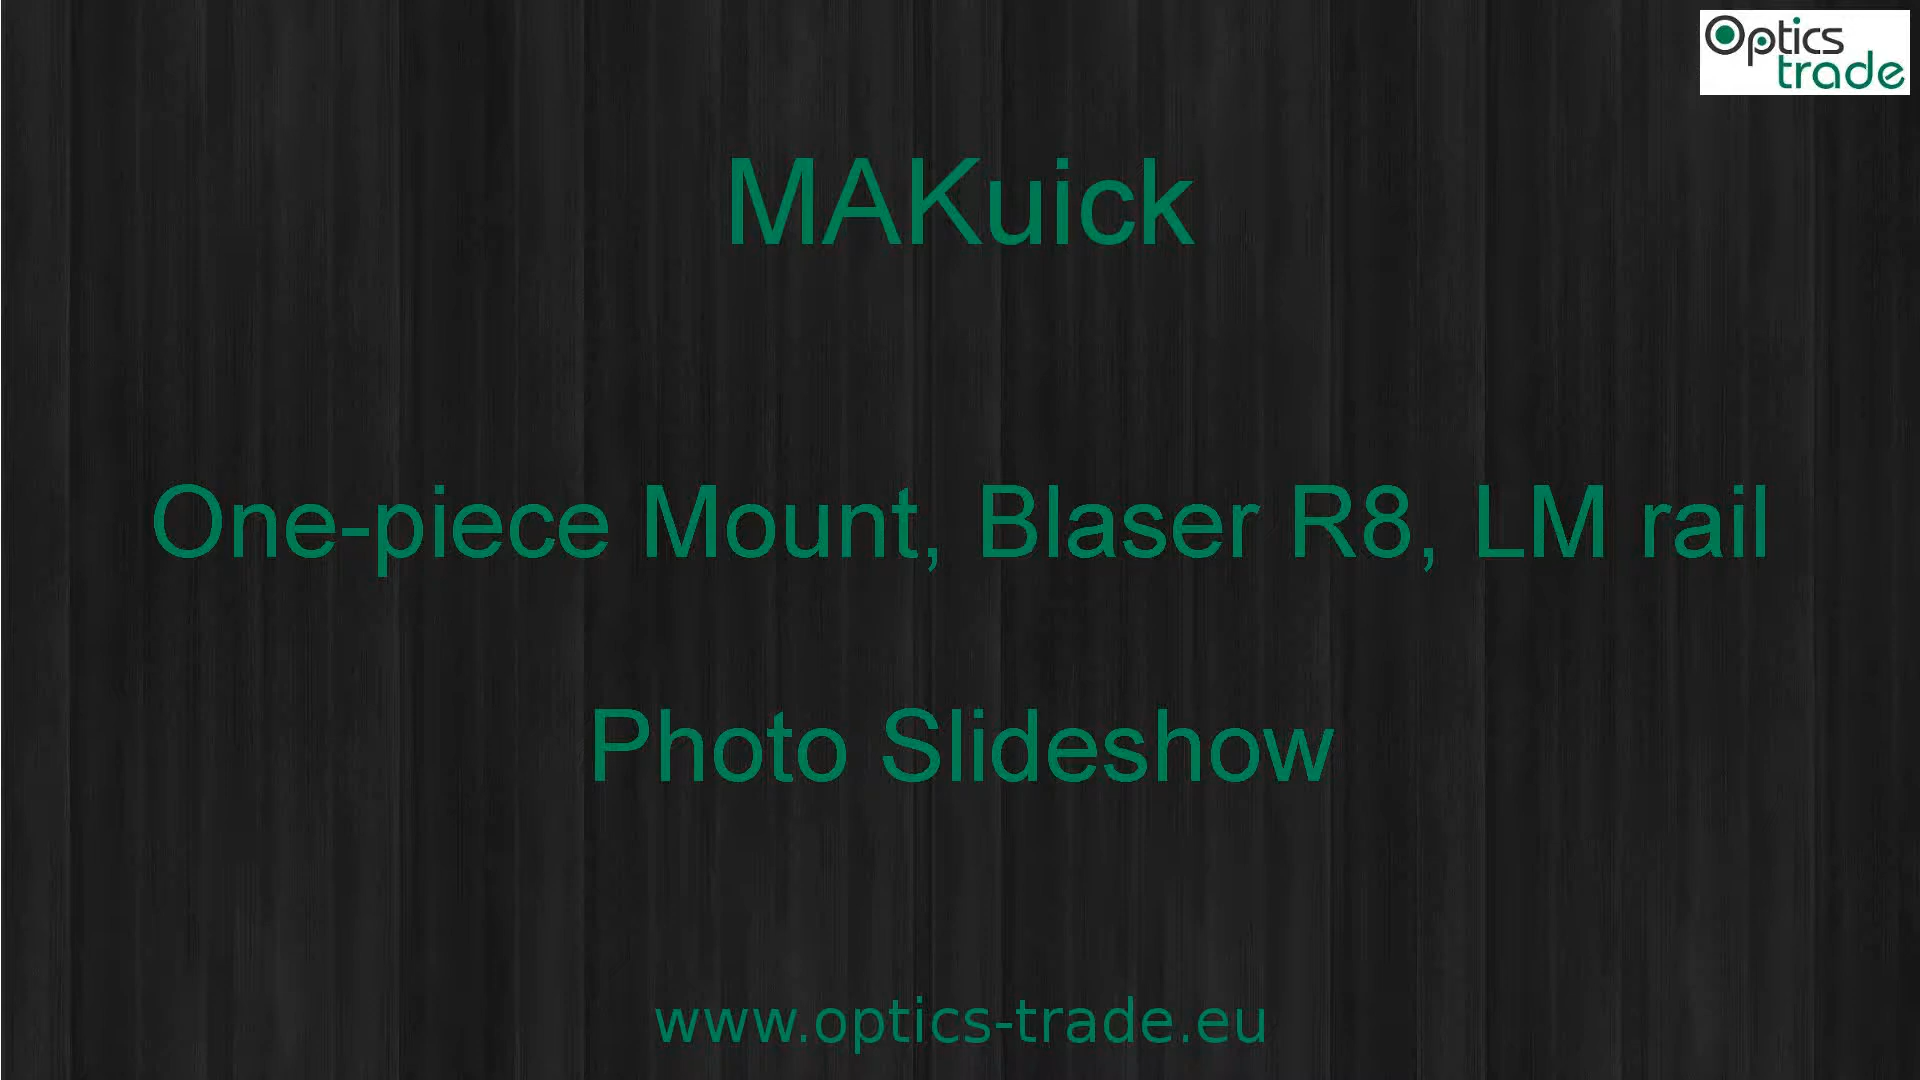 Optics
trade
MAKuick
One-piece Mount, Blaser R8, LM rail
Photo Slideshow
www.optics-trade.eu